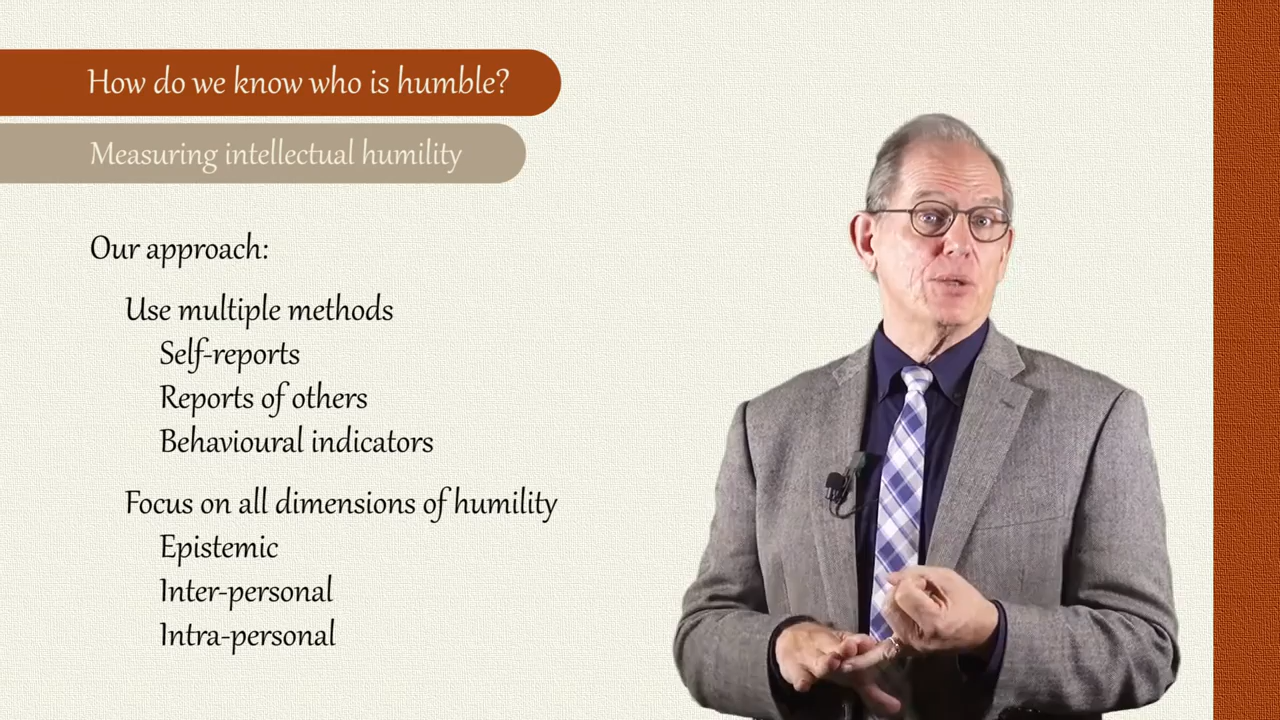 How do we know who is humble?
Measuring intellectual humility
Our approach:
Use multiple methods
Self-reports
Reports of others
Behavioural indicators
Focus on all dimensions of humility
Epistemic
Inter-personal
Intra-personal